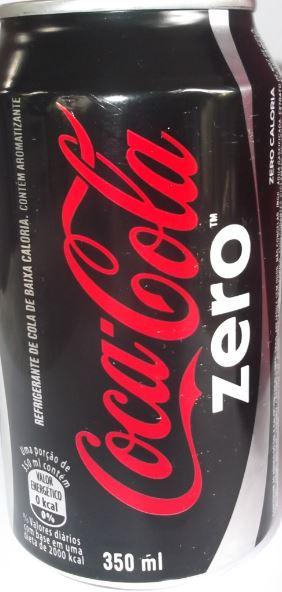 REFRIGERANTE DE COLA DE BAIXA CALORIA. CONTÉM AROMATIZANTE
Coca-Cola
zero™
ZERO CALORIA
Uma porção de
350 ml contém
VALOR
ENERGÉTICO
0 kcal
0%
% Valores diários
com base em uma
dieta de 2000 kcal
350 ml